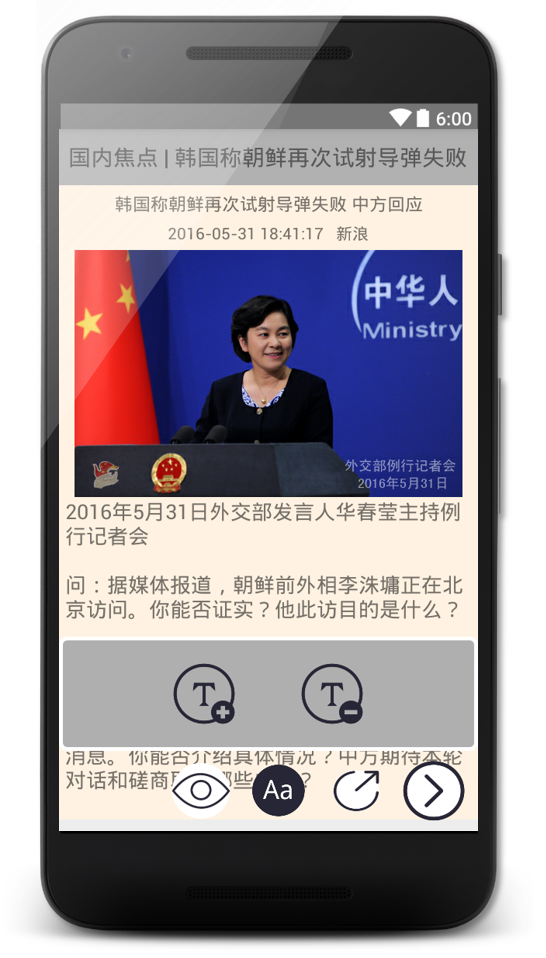 6:00
国内焦点 | 韩国称朝鲜再次试射导弹失败
韩国称朝鲜再次试射导弹失败 中方回应
2016-05-31 18:41:17 新浪
中华人
Ministry
外交部例行记者会
2016年5月31日
2016年5月31日外交部发言人华春莹主持例
行记者会
问：据媒体报道，朝鲜前外相李洙墉正在北
京访问。你能否证实？他此访目的是什么？
T
T
消息。你能否介绍具体情况？中方期待本轮
对话和磋商
Aa
？